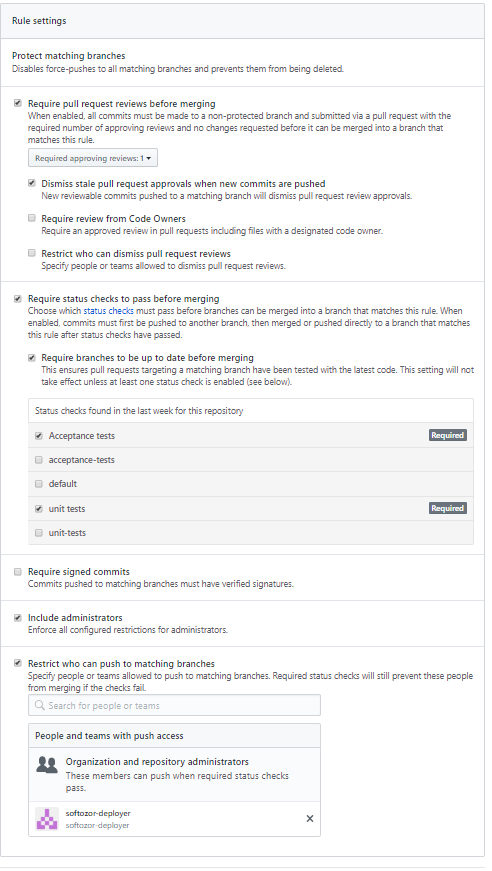 Rule settings
Protect matching branches
Disables force-pushes to all matching branches and prevents them from being deleted.
Require pull request reviews before merging
When enabled, all commits must be made to a non-protected branch and submitted via a pull request with the
required number of approving reviews and no changes requested before it can be merged into a branch that
matches this rule.
Required approving reviews: 1
Dismiss stale pull request approvals when new commits are pushed
New reviewable commits pushed to a matching branch will dismiss pull request review approvals.
Require review from Code Owners
Require an approved review in pull requests including files with a designated code owner.
Restrict who can dismiss pull request reviews
Specify people or teams allowed to dismiss pull request reviews.
Require status checks to pass before merging
Choose which status checks must pass before branches can be merged into a branch that matches this rule. When
enabled, commits must first be pushed to another branch, then merged or pushed directly to a branch that matches
this rule after status checks have passed.
Require branches to be up to date before merging
This ensures pull requests targeting a matching branch have been tested with the latest code. This setting will not
take effect unless at least one status check is enabled (see below).
Status checks found in the last week for this repository
Acceptance tests Required
acceptance-tests
default
unit tests Required
unit-tests
Require signed commits
Commits pushed to matching branches must have verified signatures.
Include administrators
Enforce all configured restrictions for administrators.
Restrict who can push to matching branches
Specify people or teams allowed to push to matching branches. Required status checks will still prevent these people
from merging if the checks fail.
Search for people or teams
People and teams with push access
Organization and repository administrators
These members can push when required status checks
pass.
softozor-deployer
softozor-deployer